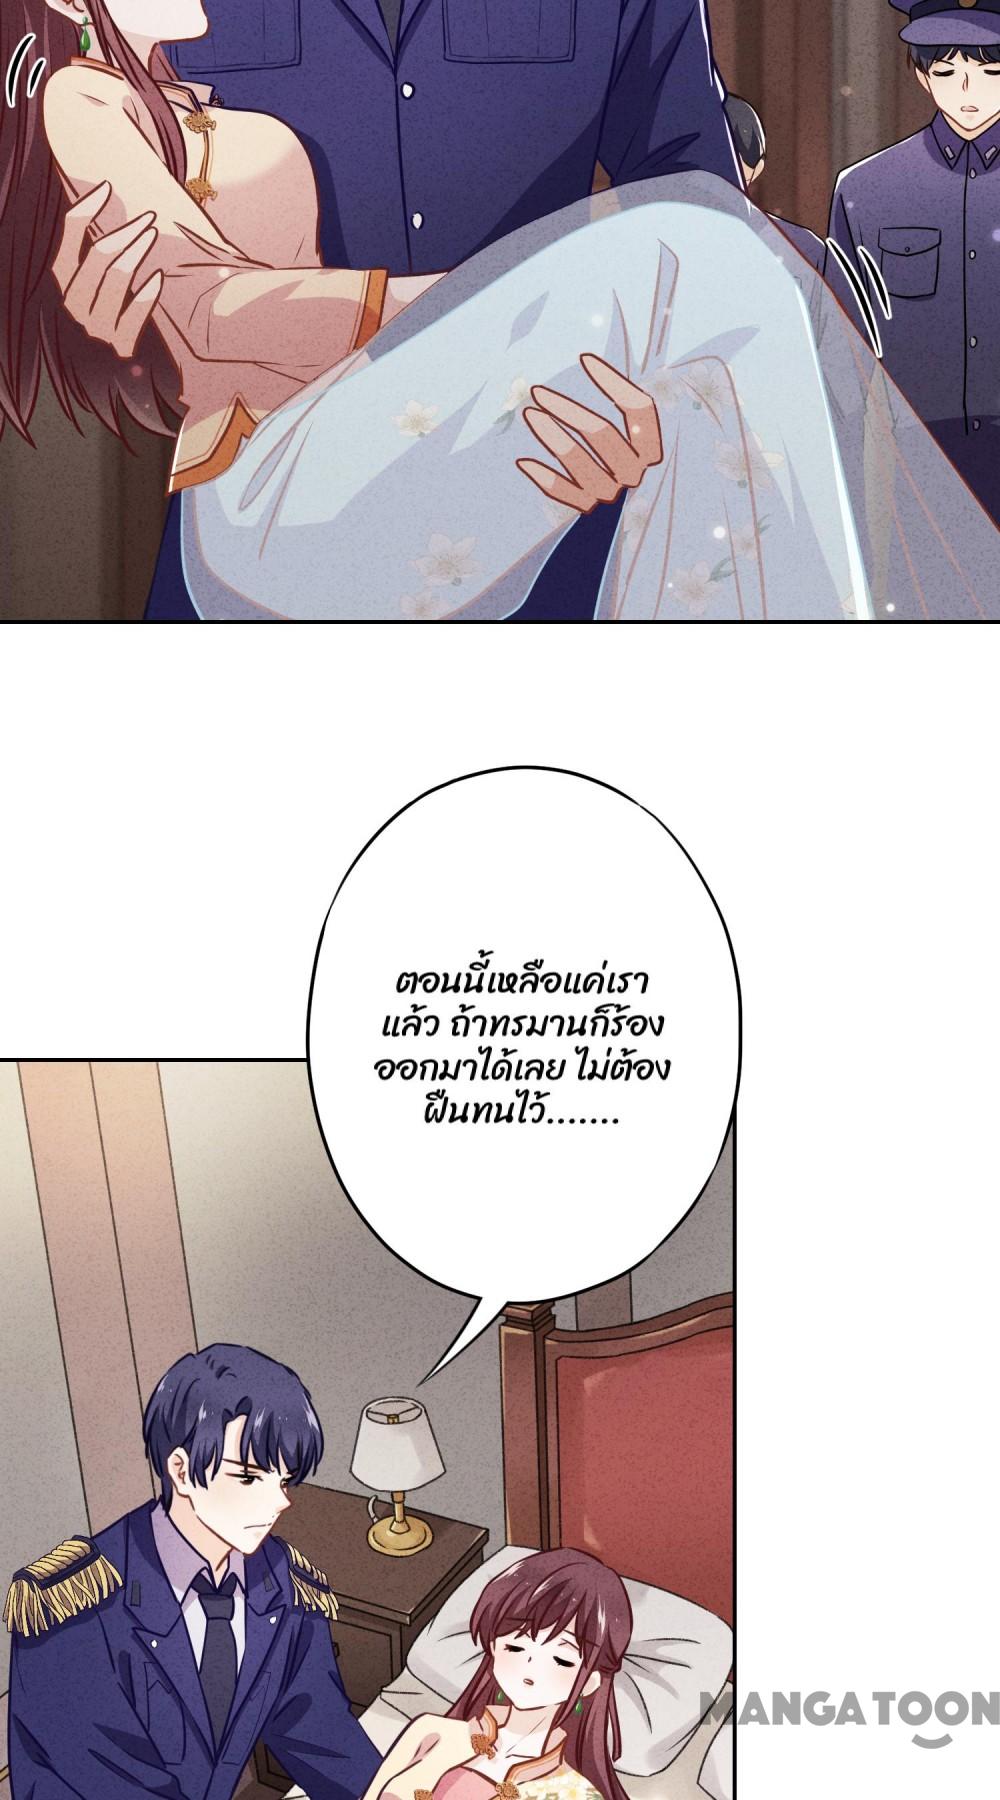 ตอนนี้เหลือแค่เรา
แล้ว ถ้าทรมานก็ร้อง
ออกมาได้เลย ไม่ต้อง
ฝืนทนไว้.......
MANGATOON